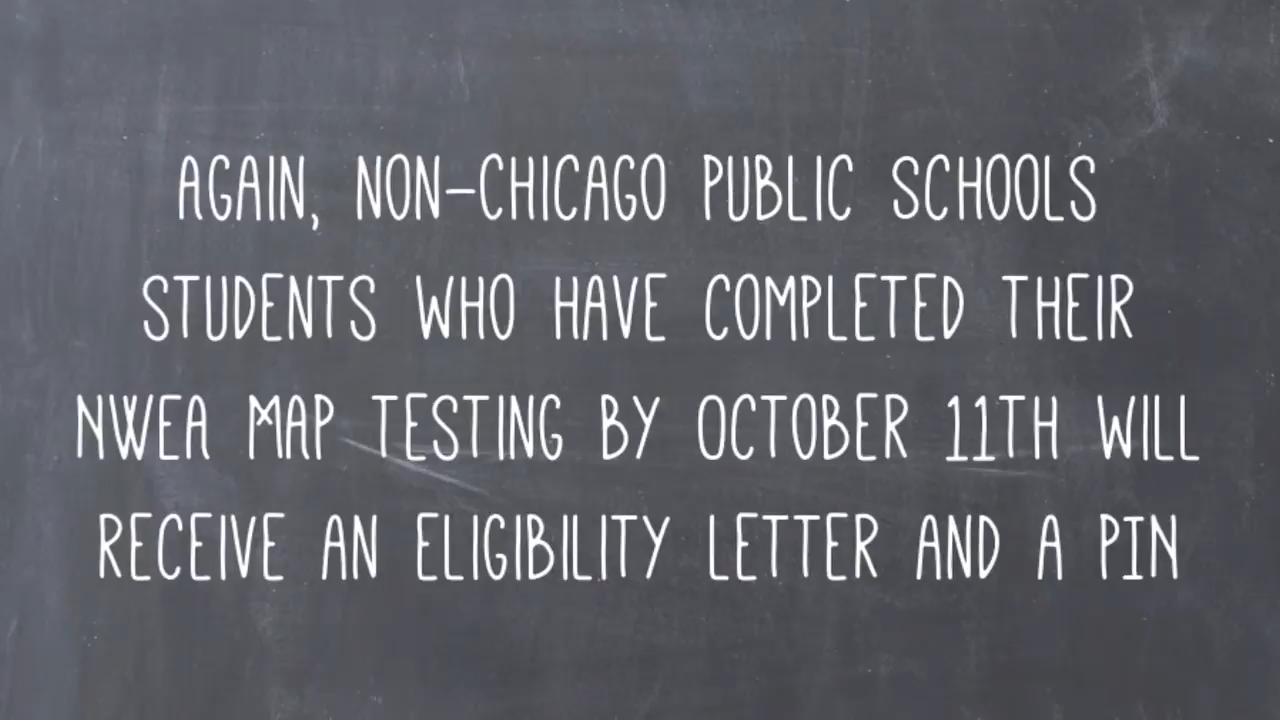 AGAIN, NON-CHICAGO PUBLIC SCHOOLS
STUDENTS WHO HAVE COMPLETED THEIR
NWEA MAP TESTING BY OCTOBER 11TH WILL
RECEIVE AN ELIGIBILITY LETTER AND A PIN